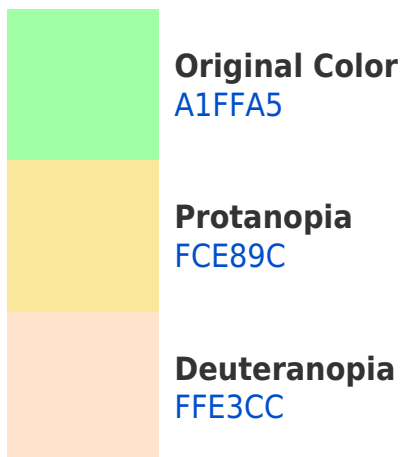 Original Color
A1FFA5
Protanopia
FCE89C
Deuteranopia
FFE3CC